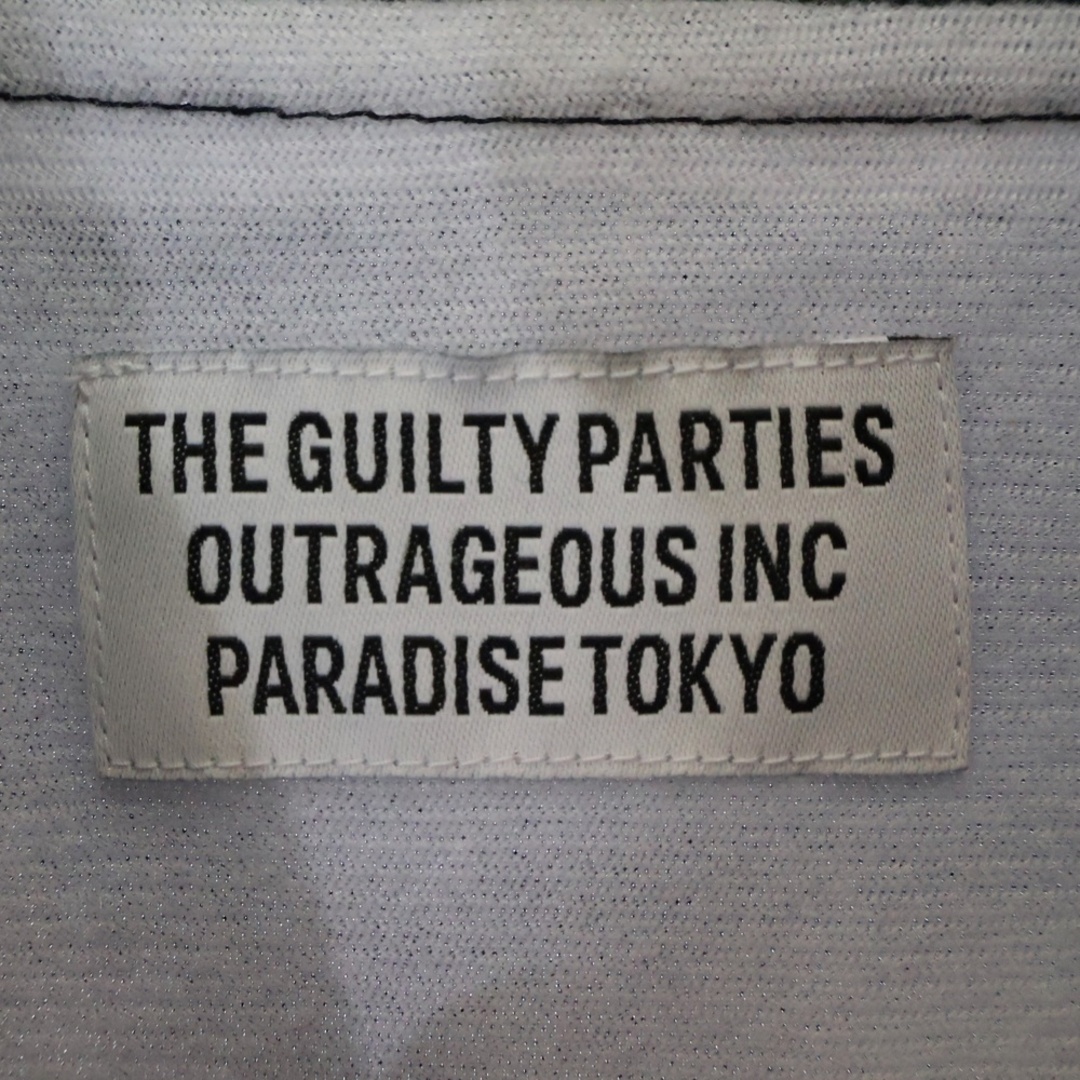 THE GUILTY PARTIES
OUTRAGEOUS INC
PARADISE TOKYO